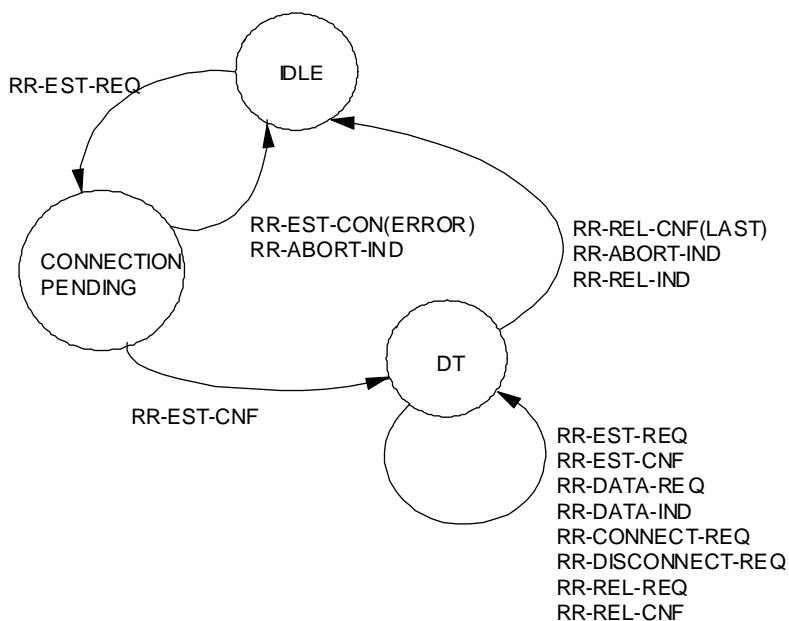 IDLE
RR-EST-REQ
RR-EST-CON(ERROR)
RR-ABORT-IND
RR-REL-CNF(LAST)
RR-ABORT-IND
RR-REL-IND
CONNECTION
PENDING
DT
RR-EST-CNF
RR-EST-REQ
RR-EST-CNF
RR-DATA-REQ
RR-DATA-IND
RR-CONNECT-REQ
RR-DISCONNECT-REQ
RR-REL-REQ
RR-REL-CNF